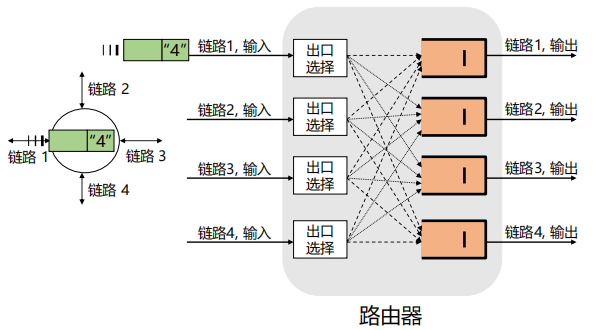 “4”
链路1, 输入
出口
选择
链路1, 输出
链路 2
链路2, 输入
出口
选择
链路2, 输出
“4”
链路 1
链路 3
链路3, 输入
出口
选择
链路3, 输出
链路 4
链路4, 输入
出口
选择
链路4, 输出
路由器